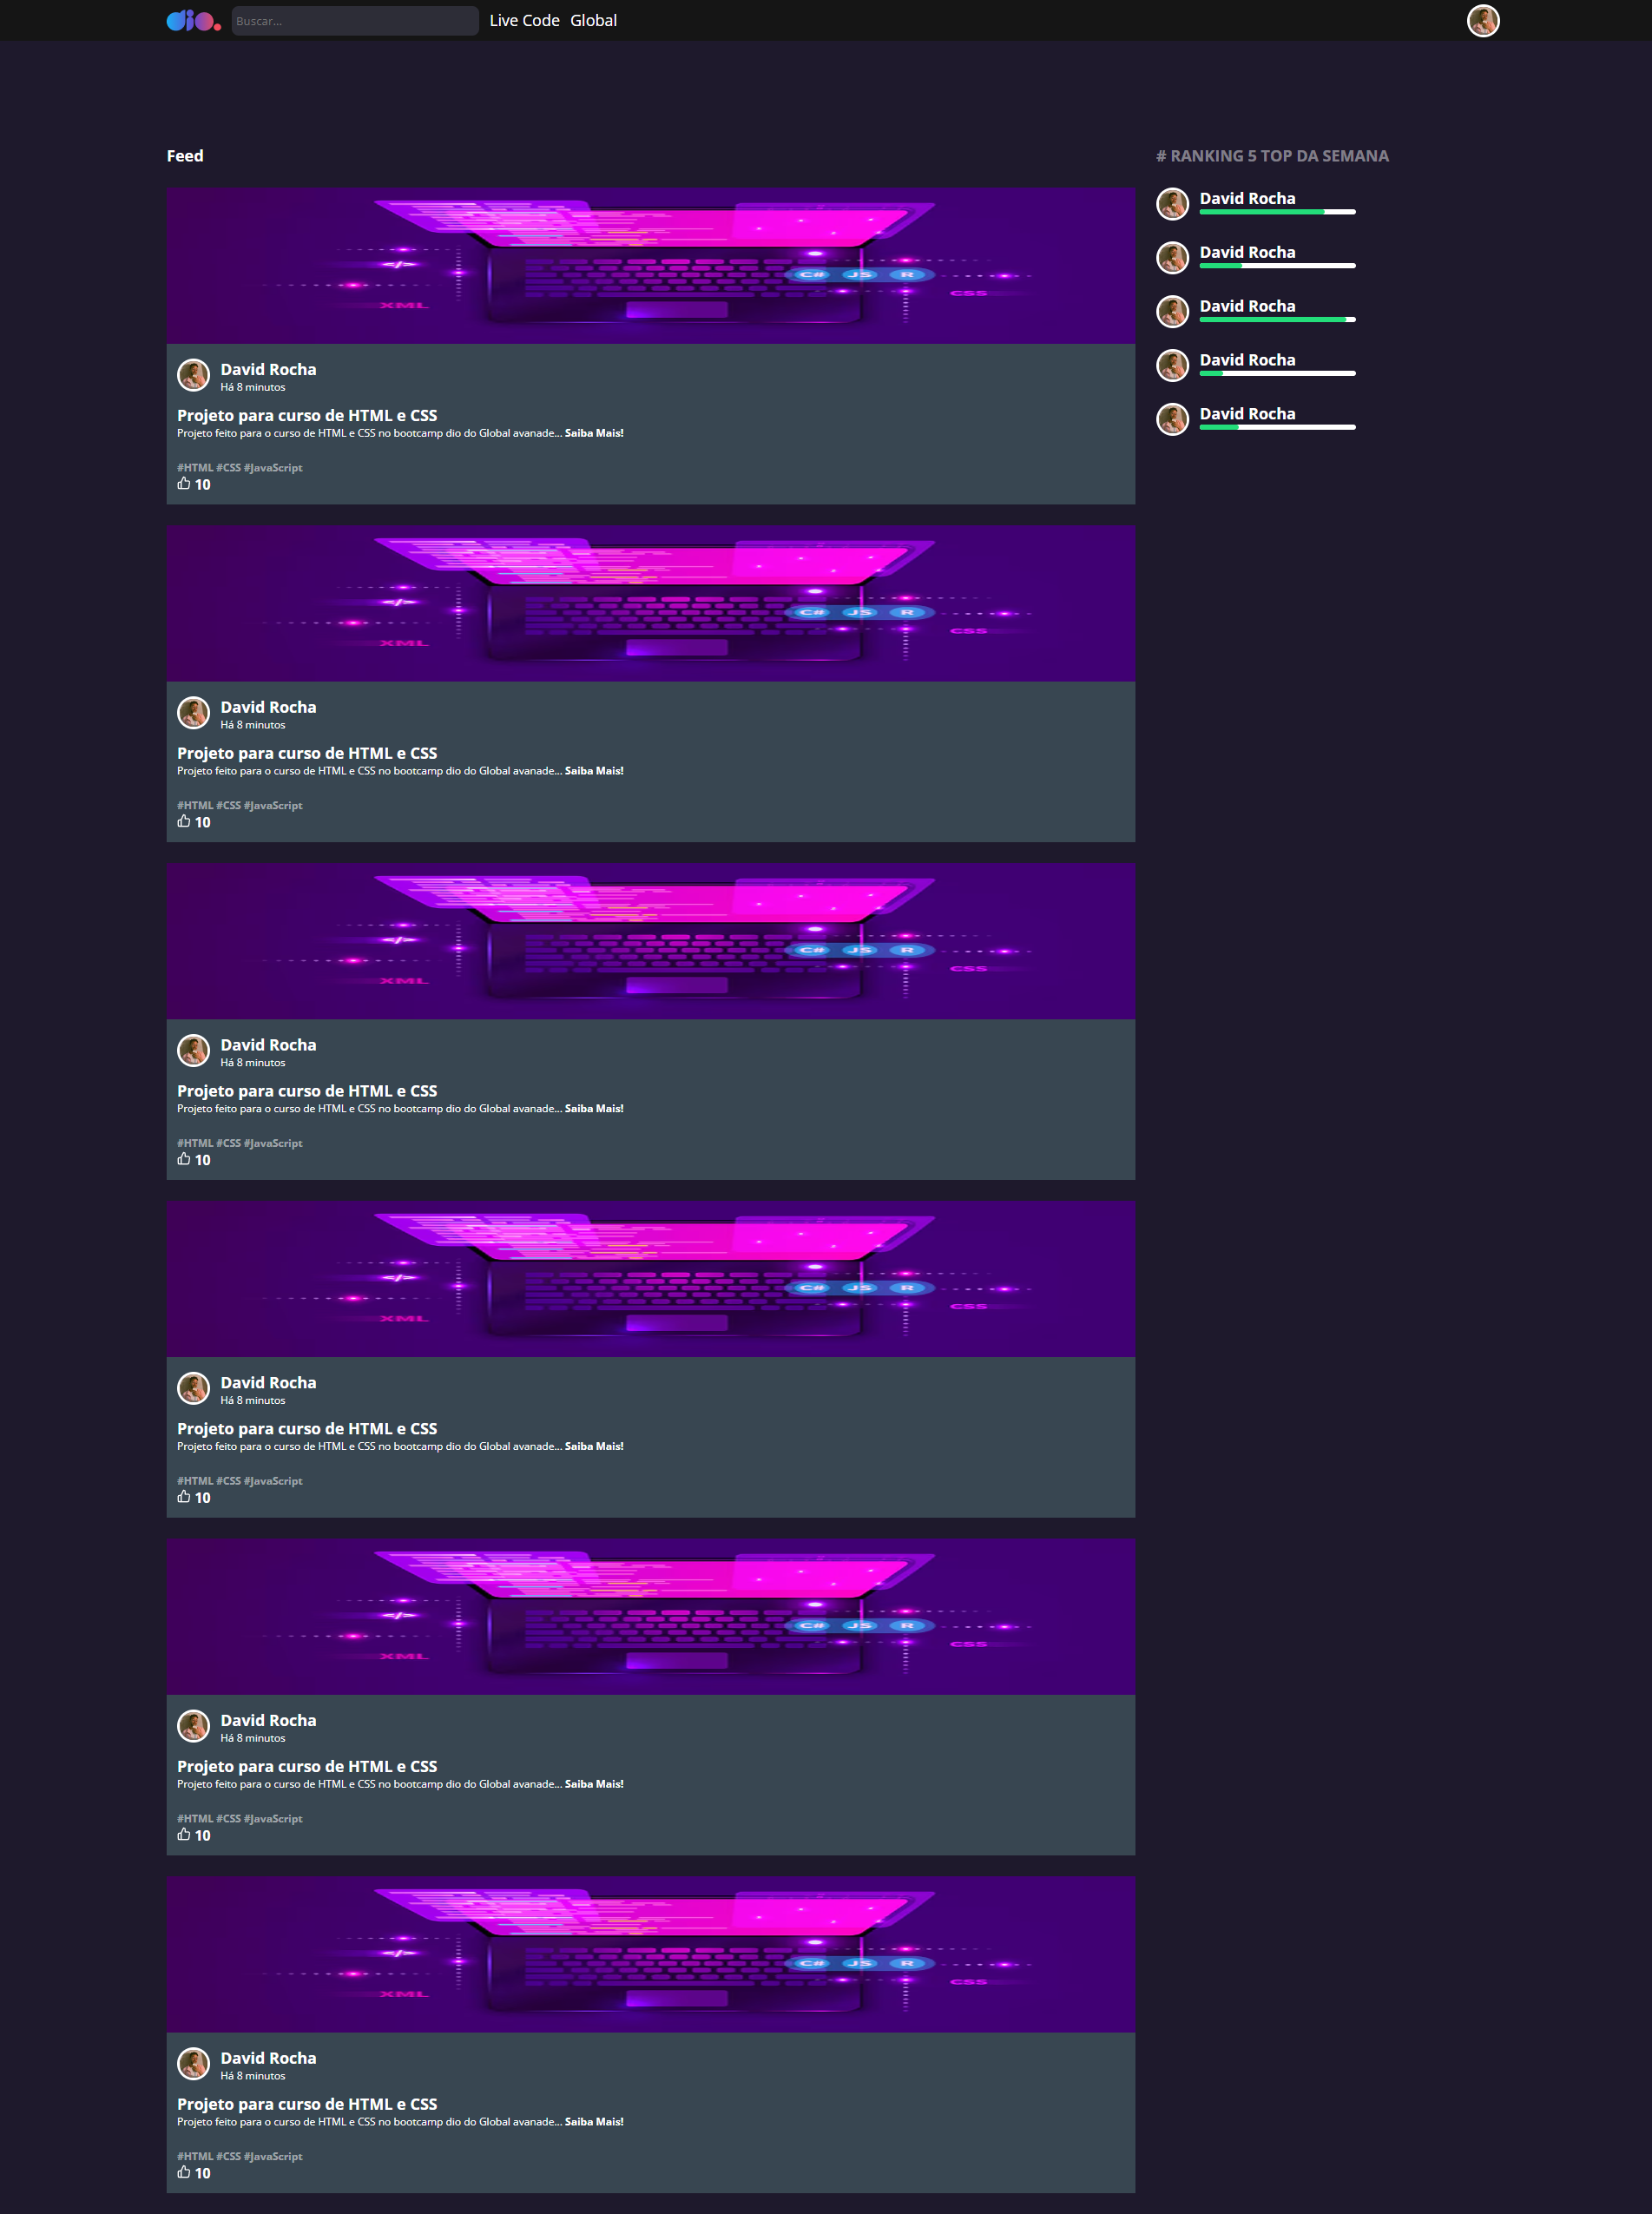 dio.
Buscar...
Live Code
Global
Feed
</>
XML
C# JS R
CSS
David Rocha
Há 8 minutos
Projeto para curso de HTML e CSS
Projeto feito para o curso de HTML e CSS no bootcamp dio do Global avanade... Saiba Mais!
#HTML #CSS #JavaScript
10
</>
XML
C# JS R
CSS
David Rocha
Há 8 minutos
Projeto para curso de HTML e CSS
Projeto feito para o curso de HTML e CSS no bootcamp dio do Global avanade... Saiba Mais!
#HTML #CSS #JavaScript
10
</>
XML
C# JS R
CSS
David Rocha
Há 8 minutos
Projeto para curso de HTML e CSS
Projeto feito para o curso de HTML e CSS no bootcamp dio do Global avanade... Saiba Mais!
#HTML #CSS #JavaScript
10
</>
XML
C# JS R
CSS
David Rocha
Há 8 minutos
Projeto para curso de HTML e CSS
Projeto feito para o curso de HTML e CSS no bootcamp dio do Global avanade... Saiba Mais!
#HTML #CSS #JavaScript
10
</>
XML
C# JS R
CSS
David Rocha
Há 8 minutos
Projeto para curso de HTML e CSS
Projeto feito para o curso de HTML e CSS no bootcamp dio do Global avanade... Saiba Mais!
#HTML #CSS #JavaScript
10
</>
XML
C# JS R
CSS
David Rocha
Há 8 minutos
Projeto para curso de HTML e CSS
Projeto feito para o curso de HTML e CSS no bootcamp dio do Global avanade... Saiba Mais!
#HTML #CSS #JavaScript
10
# RANKING 5 TOP DA SEMANA
David Rocha
David Rocha
David Rocha
David Rocha
David Rocha